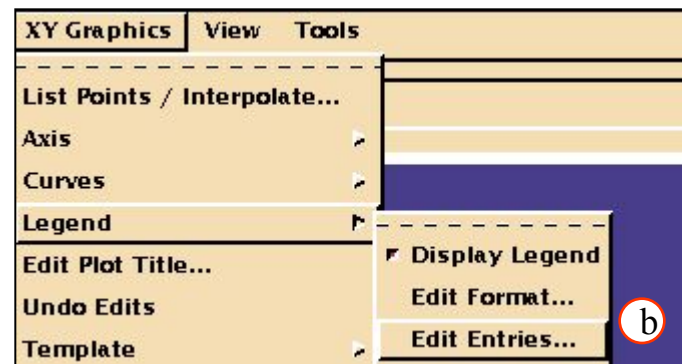 XY Graphics View Tools
List Points / Interpolate...
Axis
Curves
Legend
Edit Plot Title...
Undo Edits
Template
Display Legend
Edit Format...
Edit Entries...
b